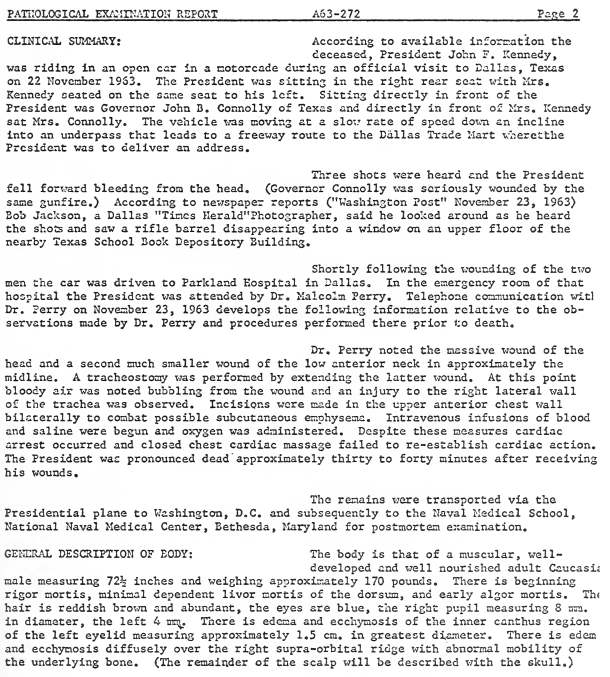 PATHOLOGICAL EXAMINATION REPORT A63-272 Page 2
CLINICAL SUMMARY: According to available information the
deceased, President John F. Kennedy,
was riding in an open car in a motorcade during an official visit to Dallas, Texas
on 22 November 1963. The President was sitting in the right rear seat with Mrs.
Kennedy seated on the same seat to his left. Sitting directly in front of the
President was Governor John B. Connolly of Texas and directly in front of Mrs. Kennedy
sat Mrs. Connolly. The vehicle was moving at a slow rate of speed down an incline
into an underpass that leads to a freeway route to the Dallas Trade Mart wherethe
President was to deliver an address.
Three shots were heard and the President
fell forward bleeding from the head. (Governor Connolly was seriously wounded by the
same gunfire.) According to newspaper reports ("Washington Post" November 23, 1963)
Bob Jackson, a Dallas "Times Herald"Photographer, said he looked around as he heard
the shots and saw a rifle barrel disappearing into a window on an upper floor of the
nearby Texas School Book Depository Building.
Shortly following the wounding of the two
men the car was driven to Parkland Hospital in Dallas. In the emergency room of that
hospital the President was attended by Dr. Malcolm Perry. Telephone communication with
Dr. Perry on November 23, 1963 develops the following information relative to the ob-
servations made by Dr. Perry and procedures performed there prior to death.
Dr. Perry noted the massive wound of the
head and a second much smaller wound of the low anterior neck in approximately the
midline. A tracheostomy was performed by extending the latter wound. At this point
bloody air was noted bubbling from the wound and an injury to the right lateral wall
of the trachea was observed. Incisions were made in the upper anterior chest wall
bilaterally to combat possible subcutaneous emphysema. Intravenous infusions of blood
and saline were begun and oxygen was administered. Despite these measures cardiac
arrest occurred and closed chest cardiac massage failed to re-establish cardiac action.
The President was pronounced dead approximately thirty to forty minutes after receiving
his wounds.
The remains were transported via the
Presidential plane to Washington, D.C. and subsequently to the Naval Medical School,
National Naval Medical Center, Bethesda, Maryland for postmortem examination.
GENERAL DESCRIPTION OF BODY: The body is that of a muscular, well-
developed and well nourished adult Caucasia
male measuring 72½ inches and weighing approximately 170 pounds. There is beginning
rigor mortis, minimal dependent livor mortis of the dorsum, and early algor mortis. The
hair is reddish brown and abundant, the eyes are blue, the right pupil measuring 8 mm.
in diameter, the left 4 mm. There is edema and ecchymosis of the inner canthus region
of the left eyelid measuring approximately 1.5 cm. in greatest diameter. There is edem
and ecchymosis diffusely over the right supra-orbital ridge with abnormal mobility of
the underlying bone. (The remainder of the scalp will be described with the skull.)